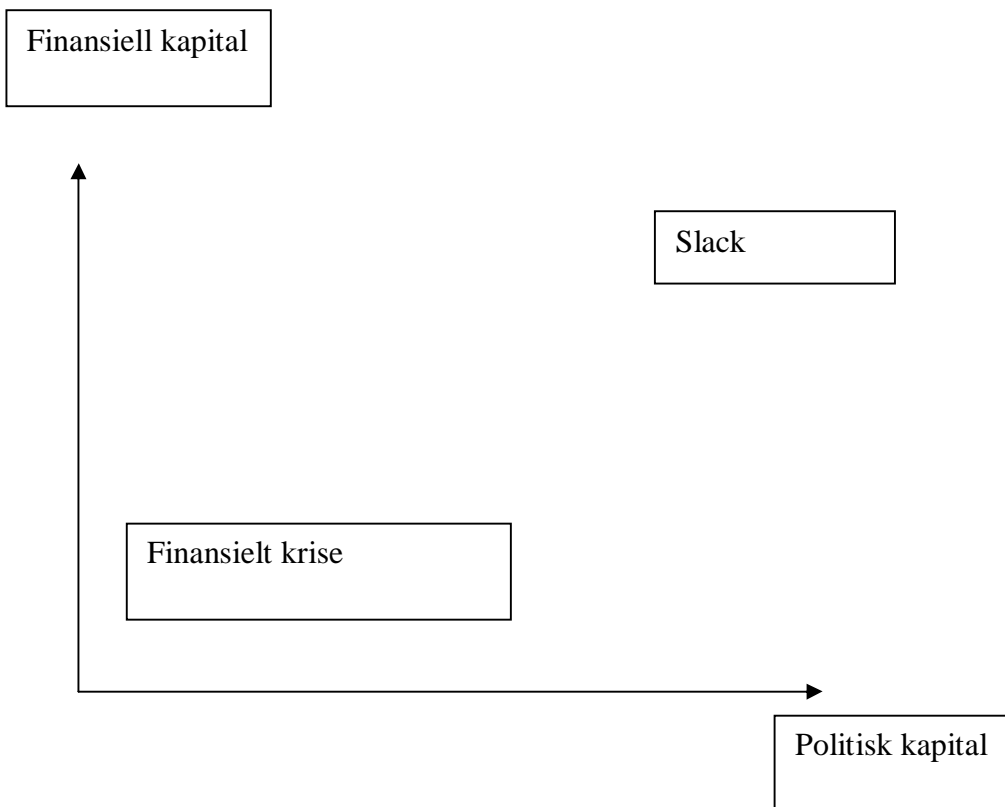 Finansiell kapital
Slack
Finansielt krise
Politisk kapital